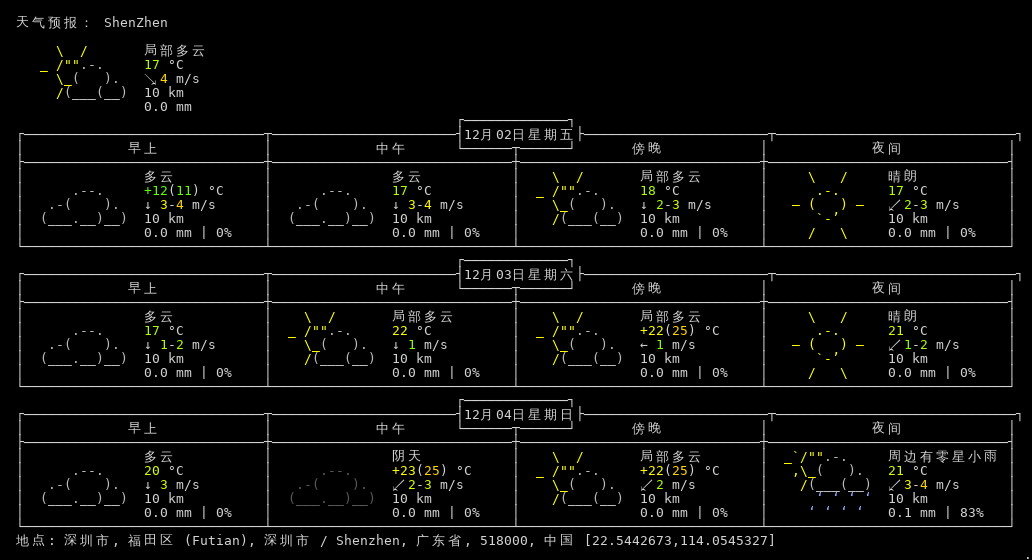 天气预报： ShenZhen
局部多云
17 °C
↘4 m/s
10 km
0.0 mm
12月02日星期五
早上 中午 傍晚 夜间
多云 多云 局部多云 晴朗
+12(11) °C 17 °C 18 °C 17 °C
↓ 3-4 m/s ↓ 3-4 m/s ↓ 2-3 m/s ↙2-3 m/s
10 km 10 km 10 km 10 km
0.0 mm | 0% 0.0 mm | 0% 0.0 mm | 0% 0.0 mm | 0%
12月03日星期六
早上 中午 傍晚 夜间
多云 局部多云 局部多云 晴朗
17 °C 22 °C +22(25) °C 21 °C
↓ 1-2 m/s ↓ 1 m/s ← 1 m/s ↙1-2 m/s
10 km 10 km 10 km 10 km
0.0 mm | 0% 0.0 mm | 0% 0.0 mm | 0% 0.0 mm | 0%
12月04日星期日
早上 中午 傍晚 夜间
多云 阴天 局部多云 周边有零星小雨
20 °C +23(25) °C +22(25) °C 21 °C
↓ 3 m/s ↙2-3 m/s ↙2 m/s ↙3-4 m/s
10 km 10 km 10 km 10 km
0.0 mm | 0% 0.0 mm | 0% 0.0 mm | 0% 0.1 mm | 83%
地点: 深圳市, 福田区 (Futian), 深圳市 / Shenzhen, 广东省, 518000, 中国 [22.5442673,114.0545327]